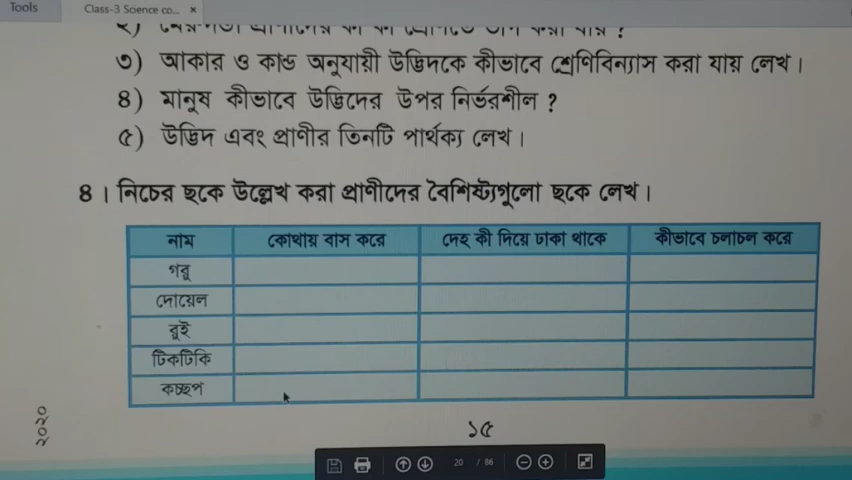 Tools
Class-3 Science co... ×
৩) আকার ও কান্ড অনুযায়ী উদ্ভিদকে কীভাবে শ্রেণিবিন্যাস করা যায় লেখ।
৪) মানুষ কীভাবে উদ্ভিদের উপর নির্ভরশীল ?
৫) উদ্ভিদ এবং প্রাণীর তিনটি পার্থক্য লেখ।
৪। নিচের ছকে উল্লেখ করা প্রাণীদের বৈশিষ্ট্যগুলো ছকে লেখ।
নাম কোথায় বাস করে দেহ কী দিয়ে ঢাকা থাকে কীভাবে চলাচল করে
গরু
দোয়েল
রুই
টিকটিকি
কচ্ছপ
১৫
2020
20 / 86